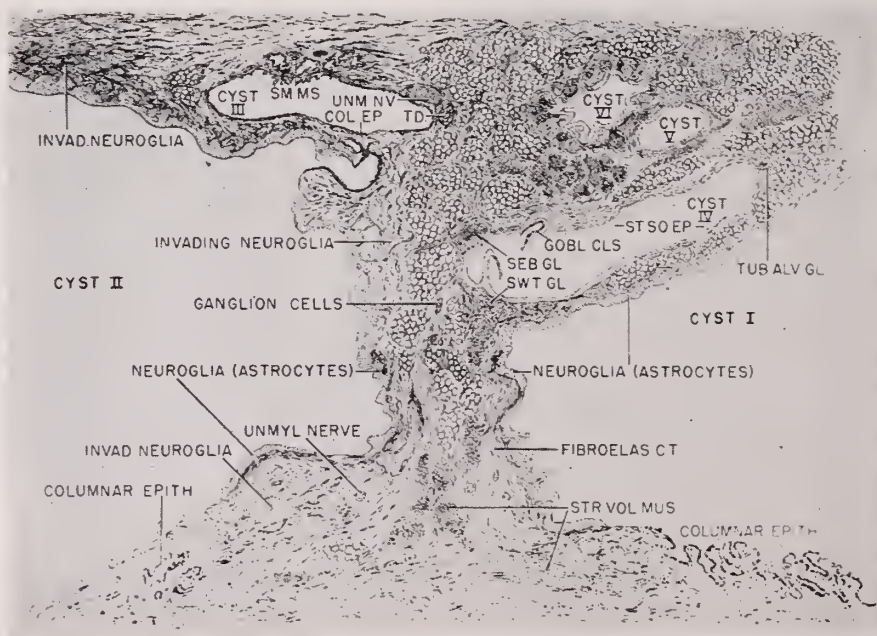 CYST
III
SM MS
UNM NV
COL EP
TD
CYST
VI
CYST
V
INVAD. NEUROGLIA
CYST
IV
ST SO EP
INVADING NEUROGLIA
GOBL CLS
SEB GL
SWT GL
TUB ALV GL
CYST II
GANGLION CELLS
CYST I
NEUROGLIA (ASTROCYTES)
NEUROGLIA (ASTROCYTES)
UNMYL NERVE
INVAD NEUROGLIA
FIBROELAS C T
COLUMNAR EPITH
STR VOL MUS
COLUMNAR EPITH